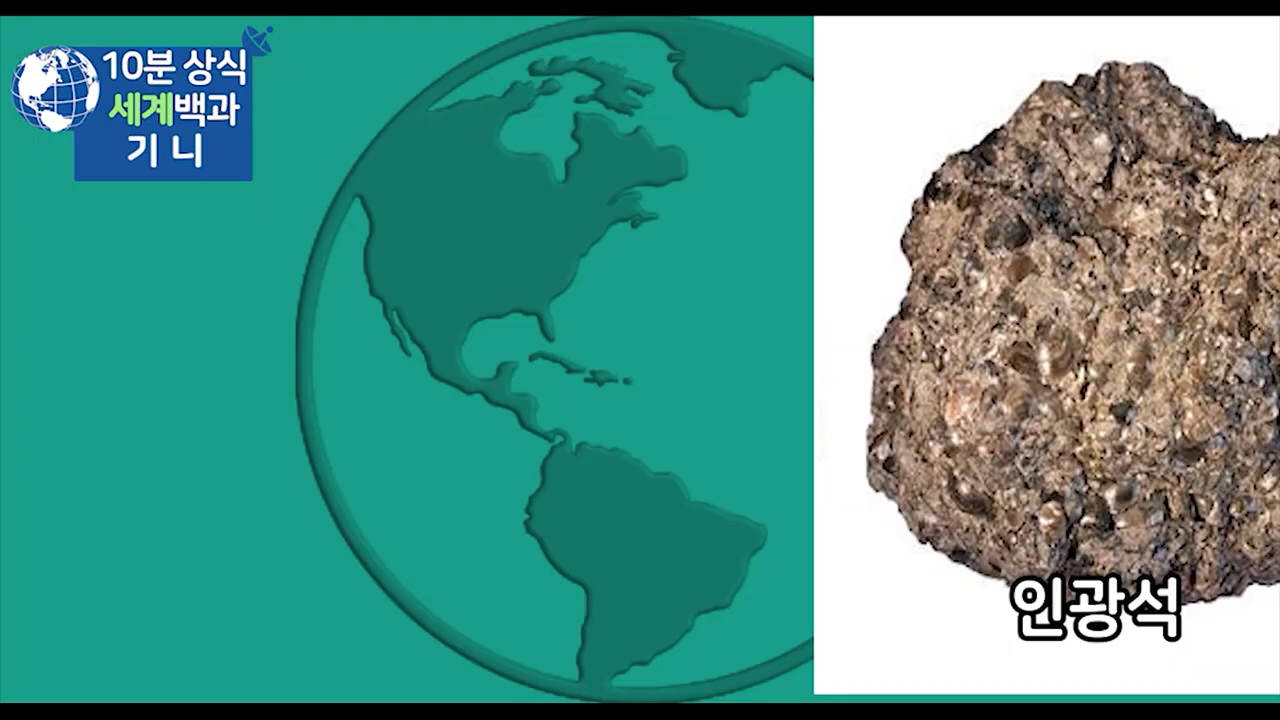 10분 상식
세계백과
기 니
인광석